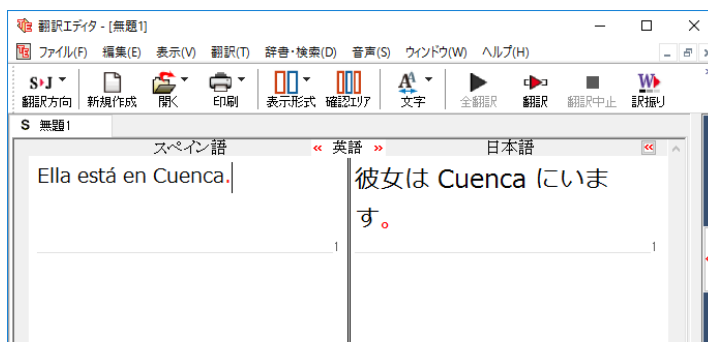 翻訳エディタ - [無題1]
ファイル(F) 編集(E) 表示(V) 翻訳(T) 辞書・検索(D) 音声(S) ウィンドウ(W) ヘルプ(H)
S›J
翻訳方向 新規作成 開く 印刷 表示形式 確認エリア 文字 全翻訳 翻訳 翻訳中止 訳振り
S 無題1
スペイン語 « 英語 » 日本語 «
Ella está en Cuenca.
1
彼女は Cuenca にいま
す。
1